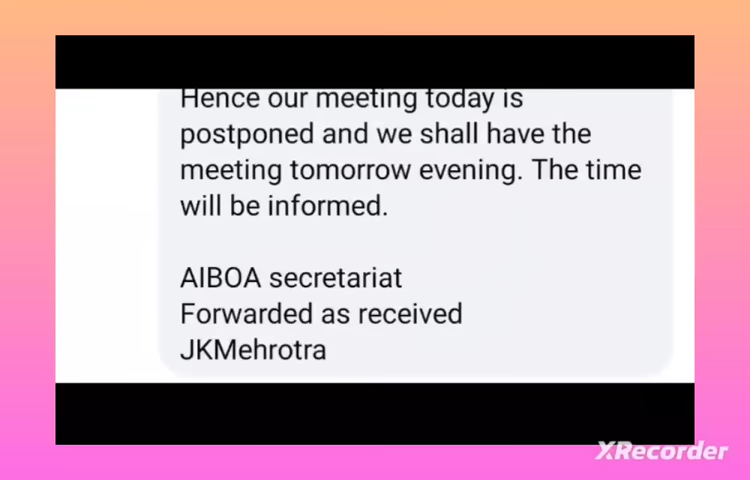 Hence our meeting today is
postponed and we shall have the
meeting tomorrow evening. The time
will be informed.
AIBOA secretariat
Forwarded as received
JKMehrotra
XRecorder